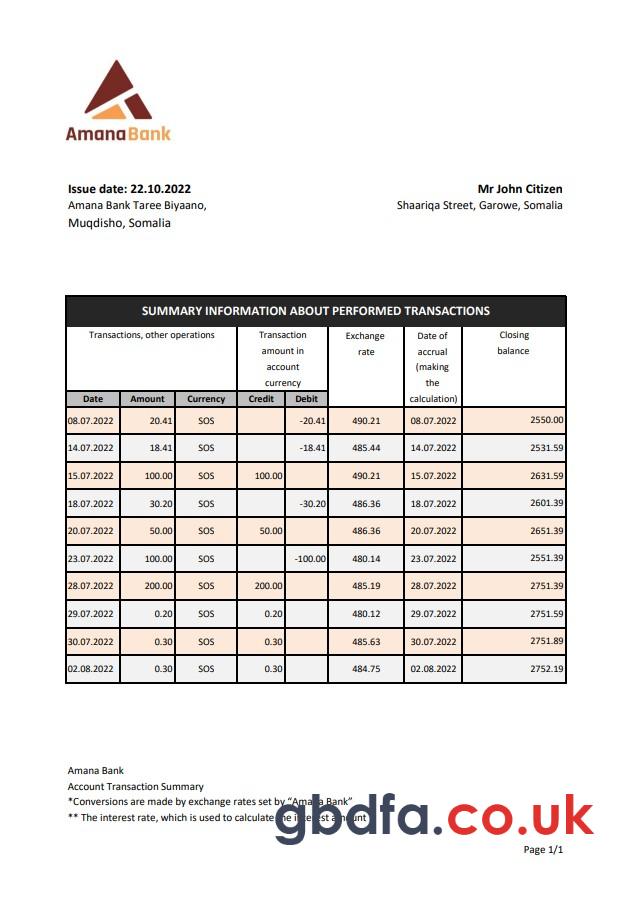 AmanaBank
Issue date: 22.10.2022
Amana Bank Taree Biyaano,
Muqdisho, Somalia
Mr John Citizen
Shaariqa Street, Garowe, Somalia
SUMMARY INFORMATION ABOUT PERFORMED TRANSACTIONS
Transactions, other operations
Transaction
amount in
account
currency
Exchange
rate
Date of
accrual
(making
the
calculation)
Closing
balance
Date Amount Currency Credit Debit
08.07.2022 20.41 SOS -20.41 490.21 08.07.2022 2550.00
14.07.2022 18.41 SOS -18.41 485.44 14.07.2022 2531.59
15.07.2022 100.00 SOS 100.00 490.21 15.07.2022 2631.59
18.07.2022 30.20 SOS -30.20 486.36 18.07.2022 2601.39
20.07.2022 50.00 SOS 50.00 486.36 20.07.2022 2651.39
23.07.2022 100.00 SOS -100.00 480.14 23.07.2022 2551.39
28.07.2022 200.00 SOS 200.00 485.19 28.07.2022 2751.39
29.07.2022 0.20 SOS 0.20 480.12 29.07.2022 2751.59
30.07.2022 0.30 SOS 0.30 485.63 30.07.2022 2751.89
02.08.2022 0.30 SOS 0.30 484.75 02.08.2022 2752.19
Amana Bank
Account Transaction Summary
*Conversions are made by exchange rates set by “Amana Bank”
** The interest rate, which is used to calculate the interest amount
gbdfa.co.uk
Page 1/1